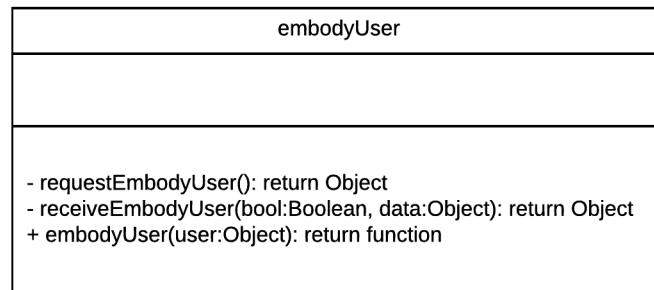 embodyUser
- requestEmbodyUser(): return Object
- receiveEmbodyUser(bool:Boolean, data:Object): return Object
+ embodyUser(user:Object): return function